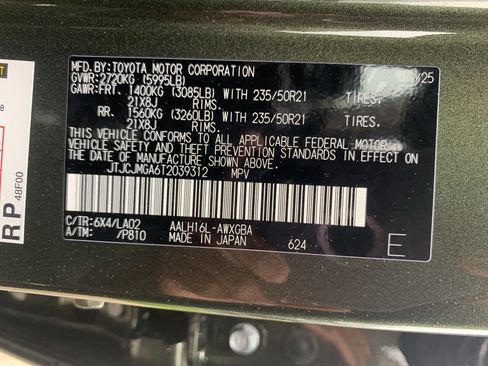 MFD. BY:TOYOTA MOTOR CORPORATION /25
GVWR:2720KG (5995LB)
GAWR:FRT. 1400KG (3085LB) WITH 235/50R21 TIRES,
21X8J RIMS.
RR. 1560KG (3260LB) WITH 235/50R21 TIRES,
21X8J RIMS.
THIS VEHICLE CONFORMS TO ALL APPLICABLE FEDERAL MOTOR
VEHICLE SAFETY AND THEFT PREVENTION STANDARDS IN EFFECT ON
THE DATE OF MANUFACTURE SHOWN ABOVE.
JTJCJMGA6T2039312 MPV
C/TR:6X4/LA02 AALH16L-AWXGBA
A/TM: /P810 MADE IN JAPAN 624
E
RP
48F00